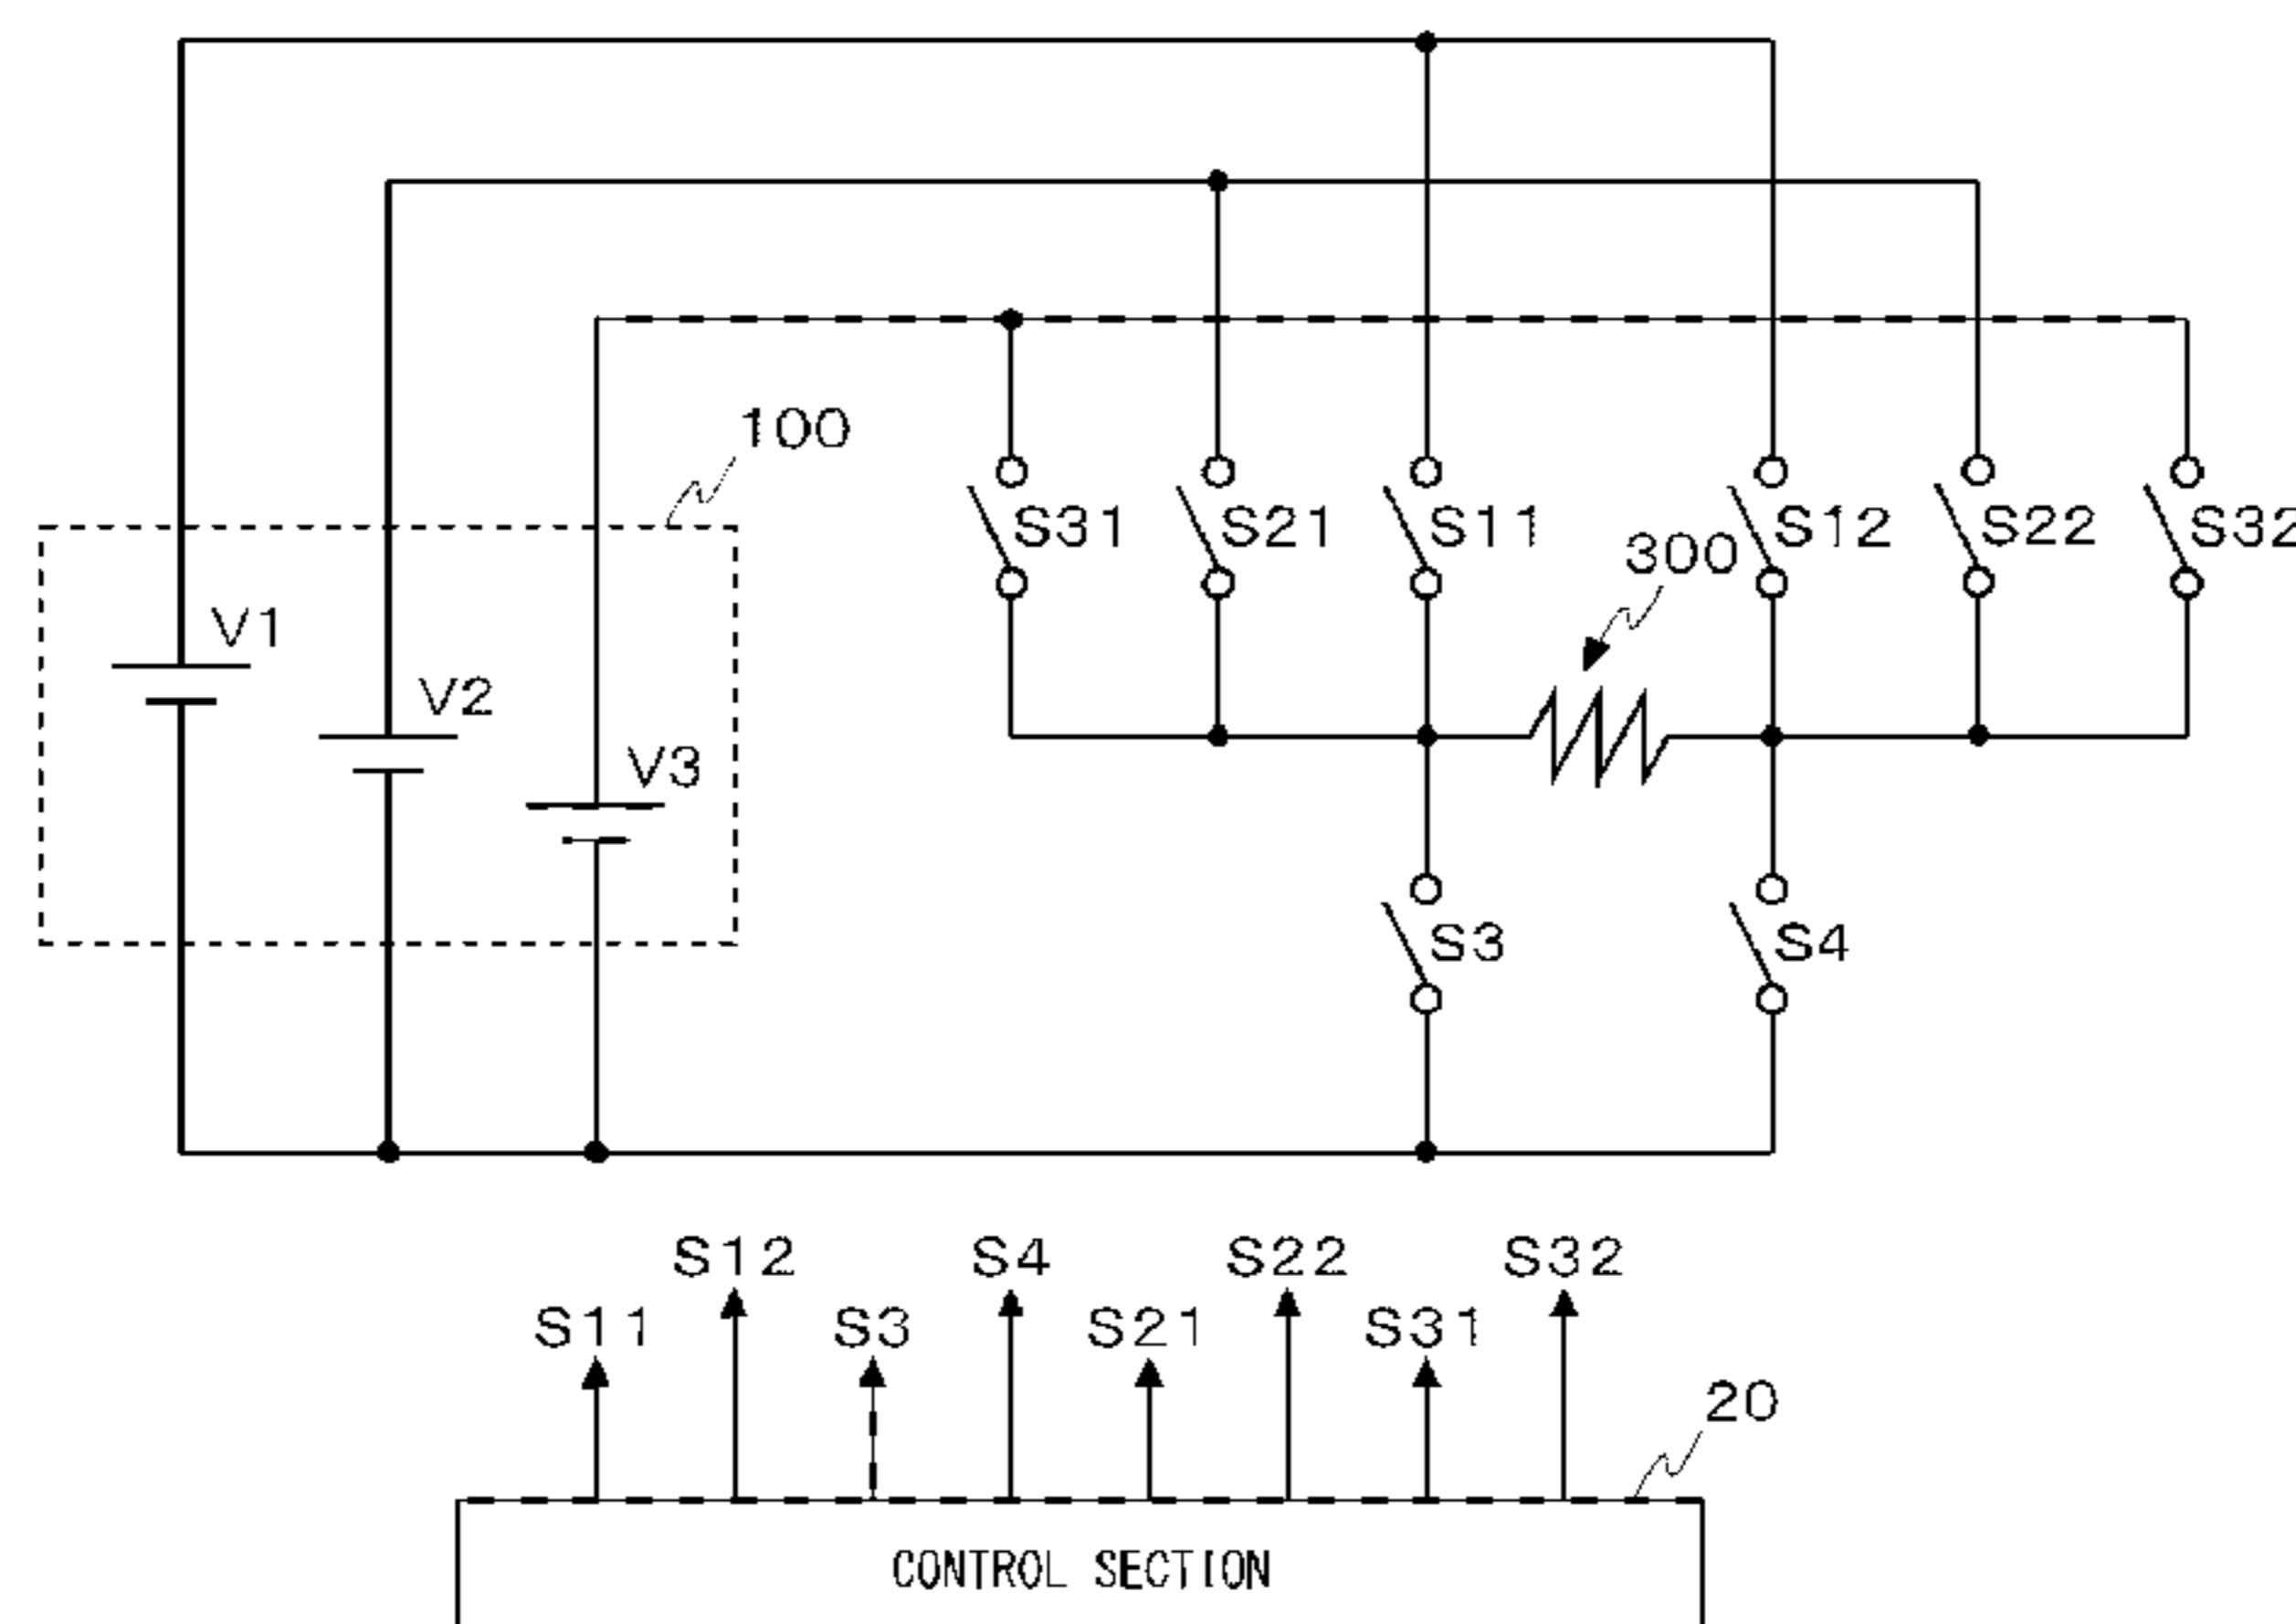 100
S31 S21 S11 S12 S22 S32
300
V1
V2
V3
S3 S4
S12 S4 S22 S32
S11 S3 S21 S31
20
CONTROL SECTION